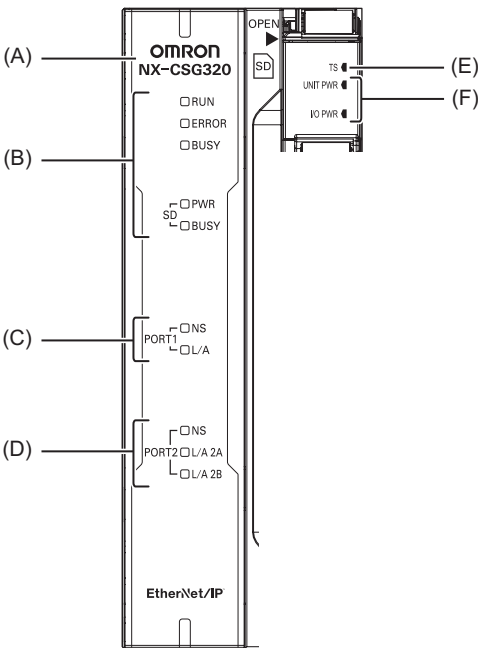 (A)
OMRON
NX-CSG320
OPEN
SD
TS
(E)
UNIT PWR
(F)
I/O PWR
(B)
RUN
ERROR
BUSY
SD
PWR
BUSY
(C)
PORT1
NS
L/A
(D)
PORT2
NS
L/A 2A
L/A 2B
EtherNet/IP